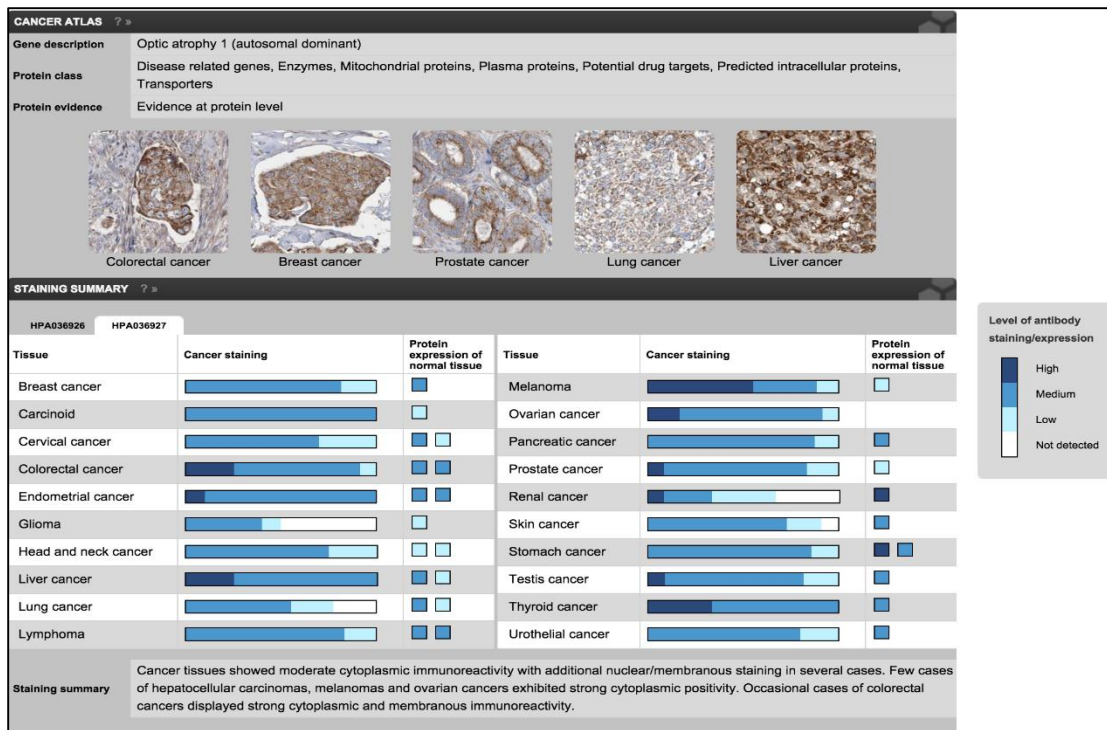 CANCER ATLAS ? »
Gene description Optic atrophy 1 (autosomal dominant)
Protein class Disease related genes, Enzymes, Mitochondrial proteins, Plasma proteins, Potential drug targets, Predicted intracellular proteins,
Transporters
Protein evidence Evidence at protein level
Colorectal cancer Breast cancer Prostate cancer Lung cancer Liver cancer
STAINING SUMMARY ? »
HPA036926 HPA036927
Tissue Cancer staining Protein expression of normal tissue Tissue Cancer staining Protein expression of normal tissue
Breast cancer Melanoma
Carcinoid Ovarian cancer
Cervical cancer Pancreatic cancer
Colorectal cancer Prostate cancer
Endometrial cancer Renal cancer
Glioma Skin cancer
Head and neck cancer Stomach cancer
Liver cancer Testis cancer
Lung cancer Thyroid cancer
Lymphoma Urothelial cancer
Staining summary Cancer tissues showed moderate cytoplasmic immunoreactivity with additional nuclear/membranous staining in several cases. Few cases
of hepatocellular carcinomas, melanomas and ovarian cancers exhibited strong cytoplasmic positivity. Occasional cases of colorectal
cancers displayed strong cytoplasmic and membranous immunoreactivity.
Level of antibody
staining/expression
High
Medium
Low
Not detected